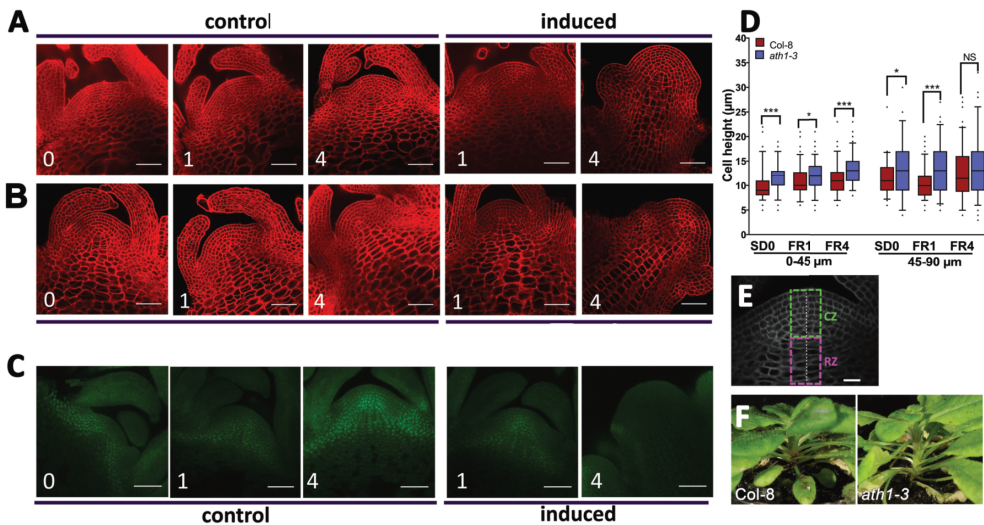 control induced
A
0 1 4 1 4
B
0 1 4 1 4
C
0 1 4 1 4
control induced
D
Col-8
ath1-3
Cell height (µm)
40
35
30
25
20
15
10
5
0
*** * *** * *** NS
SD0 FR1 FR4 SD0 FR1 FR4
0-45 µm 45-90 µm
E
CZ
RZ
F
Col-8 ath1-3